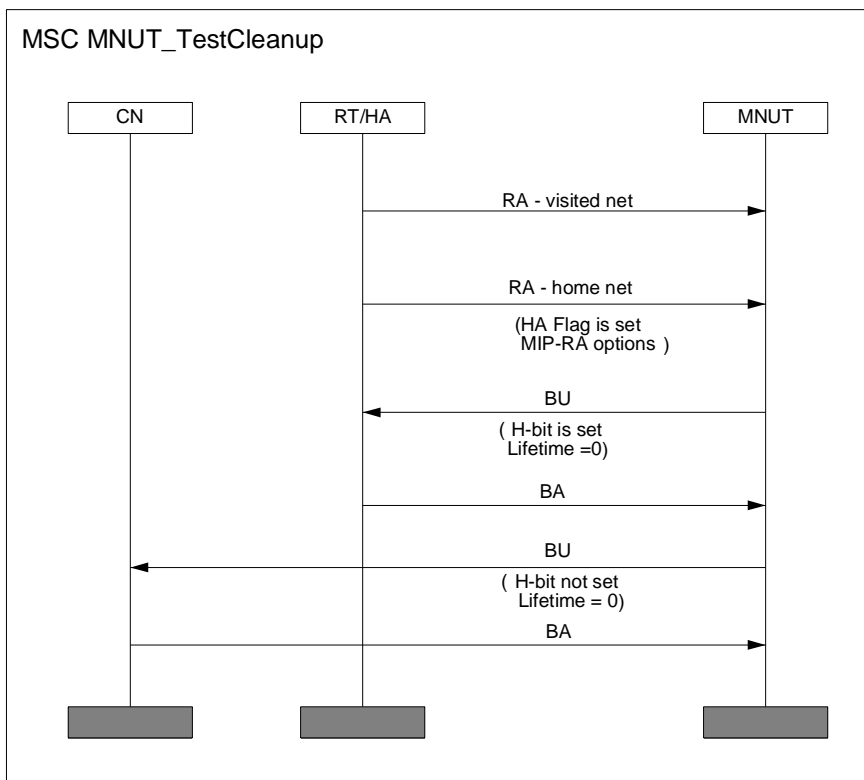 MSC MNUT_TestCleanup
CN
RT/HA
MNUT
RA - visited net
RA - home net
(HA Flag is set
MIP-RA options )
BU
( H-bit is set
Lifetime =0)
BA
BU
( H-bit not set
Lifetime = 0)
BA